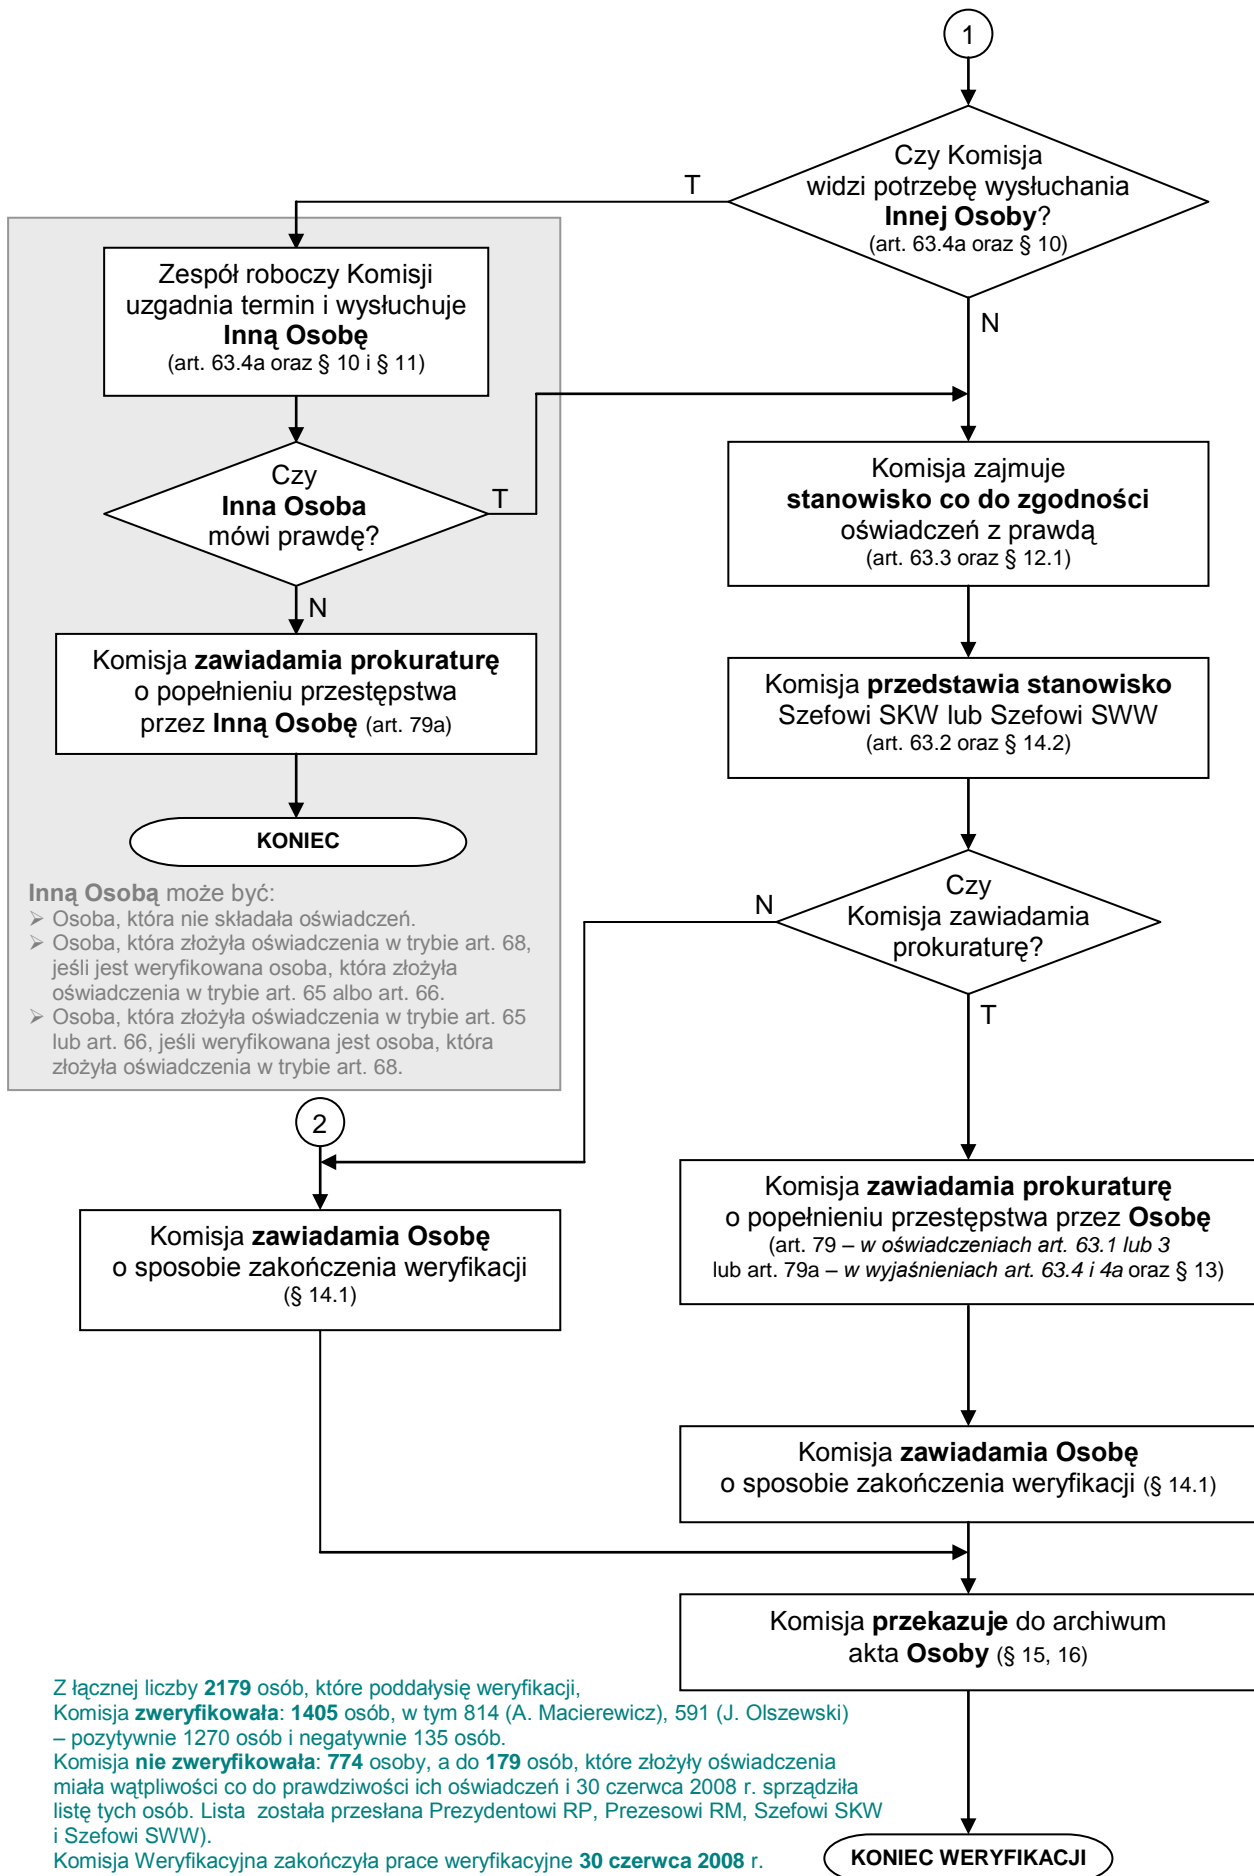 1
Czy Komisja
widzi potrzebę wysłuchania
Innej Osoby?
(art. 63.4a oraz § 10)
T
N
Zespół roboczy Komisji
uzgadnia termin i wysłuchuje
Inną Osobę
(art. 63.4a oraz § 10 i § 11)
Czy
Inna Osoba
mówi prawdę?
T
N
Komisja zawiadamia prokuraturę
o popełnieniu przestępstwa
przez Inną Osobę (art. 79a)
KONIEC
Inną Osobą może być:
➢ Osoba, która nie składała oświadczeń.
➢ Osoba, która złożyła oświadczenia w trybie art. 68,
jeśli jest weryfikowana osoba, która złożyła
oświadczenia w trybie art. 65 albo art. 66.
➢ Osoba, która złożyła oświadczenia w trybie art. 65
lub art. 66, jeśli weryfikowana jest osoba, która
złożyła oświadczenia w trybie art. 68.
Komisja zajmuje
stanowisko co do zgodności
oświadczeń z prawdą
(art. 63.3 oraz § 12.1)
Komisja przedstawia stanowisko
Szefowi SKW lub Szefowi SWW
(art. 63.2 oraz § 14.2)
Czy
Komisja zawiadamia
prokuraturę?
N
T
2
Komisja zawiadamia Osobę
o sposobie zakończenia weryfikacji
(§ 14.1)
Komisja zawiadamia prokuraturę
o popełnieniu przestępstwa przez Osobę
(art. 79 – w oświadczeniach art. 63.1 lub 3
lub art. 79a – w wyjaśnieniach art. 63.4 i 4a oraz § 13)
Komisja zawiadamia Osobę
o sposobie zakończenia weryfikacji (§ 14.1)
Komisja przekazuje do archiwum
akta Osoby (§ 15, 16)
Z łącznej liczby 2179 osób, które poddałysię weryfikacji,
Komisja zweryfikowała: 1405 osób, w tym 814 (A. Macierewicz), 591 (J. Olszewski)
– pozytywnie 1270 osób i negatywnie 135 osób.
Komisja nie zweryfikowała: 774 osoby, a do 179 osób, które złożyły oświadczenia
miała wątpliwości co do prawdziwości ich oświadczeń i 30 czerwca 2008 r. sprządziła
listę tych osób. Lista została przesłana Prezydentowi RP, Prezesowi RM, Szefowi SKW
i Szefowi SWW).
Komisja Weryfikacyjna zakończyła prace weryfikacyjne 30 czerwca 2008 r.
KONIEC WERYFIKACJI